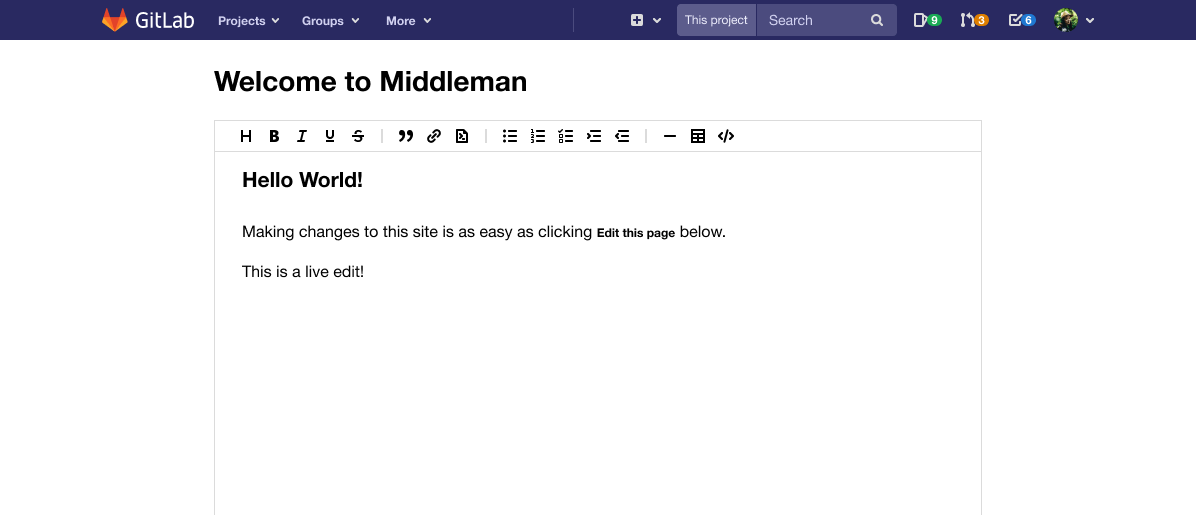 GitLab Projects Groups More This project Search 9 3 6
Welcome to Middleman
H B I U S
Hello World!
Making changes to this site is as easy as clicking Edit this page below.
This is a live edit!